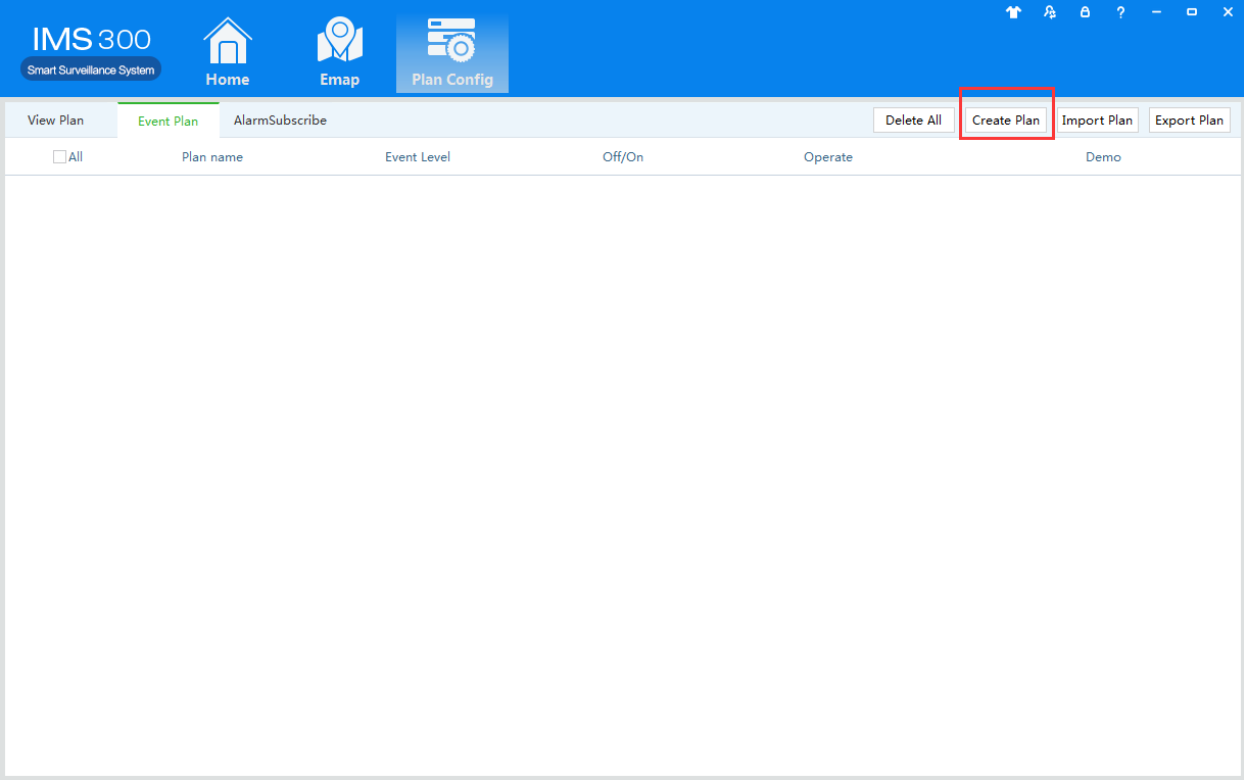 IMS 300
Smart Surveillance System
Home
Emap
Plan Config
?
View Plan
Event Plan
AlarmSubscribe
Delete All
Create Plan
Import Plan
Export Plan
All
Plan name
Event Level
Off/On
Operate
Demo